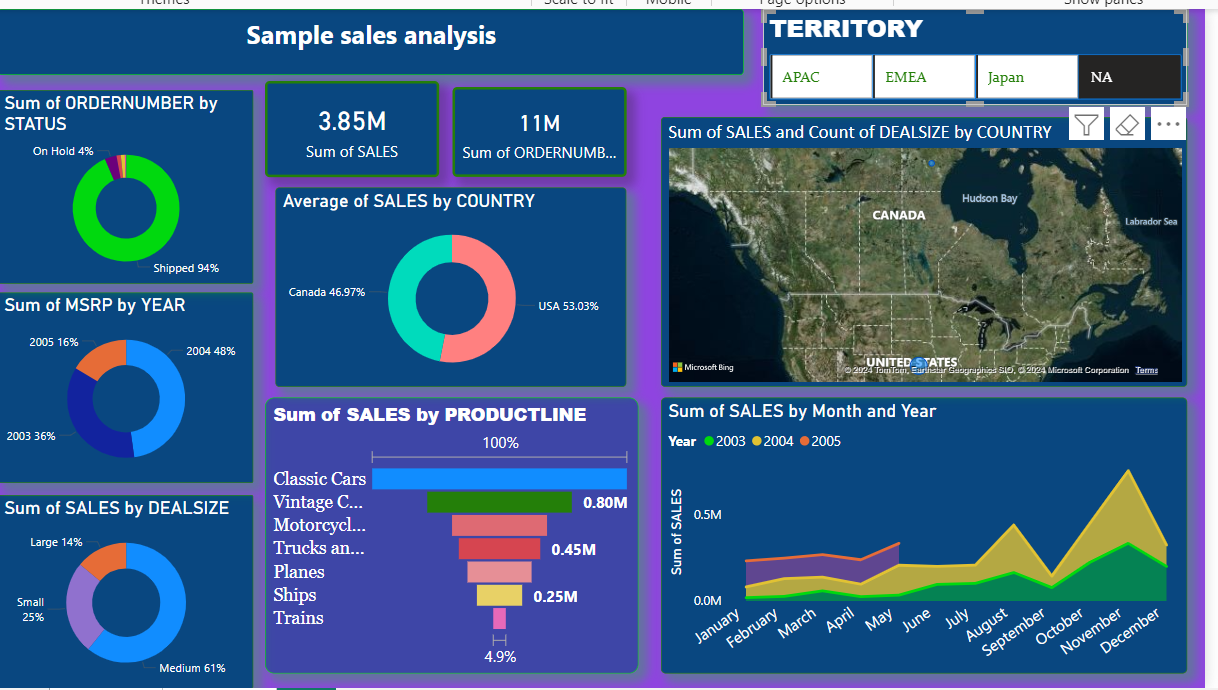 Themes
Scale to fit
Mobile
Page options
Show panes
Sample sales analysis
TERRITORY
APAC
EMEA
Japan
NA
Sum of ORDERNUMBER by
STATUS
On Hold 4%
Shipped 94%
3.85M
Sum of SALES
11M
Sum of ORDERNUMB...
Sum of SALES and Count of DEALSIZE by COUNTRY
CANADA
Hudson Bay
Labrador Sea
UNITED STATES
Microsoft Bing
© 2024 TomTom, Earthstar Geographics SIO, © 2024 Microsoft Corporation Terms
Average of SALES by COUNTRY
Canada 46.97%
USA 53.03%
Sum of MSRP by YEAR
2005 16%
2004 48%
2003 36%
Sum of SALES by PRODUCTLINE
100%
Classic Cars
Vintage C...
0.80M
Motorcycl...
Trucks an...
0.45M
Planes
Ships
0.25M
Trains
4.9%
Sum of SALES by Month and Year
Year 2003 2004 2005
Sum of SALES
0.5M
0.0M
January
February
March
April
May
June
July
August
September
October
November
December
Sum of SALES by DEALSIZE
Large 14%
Small
25%
Medium 61%